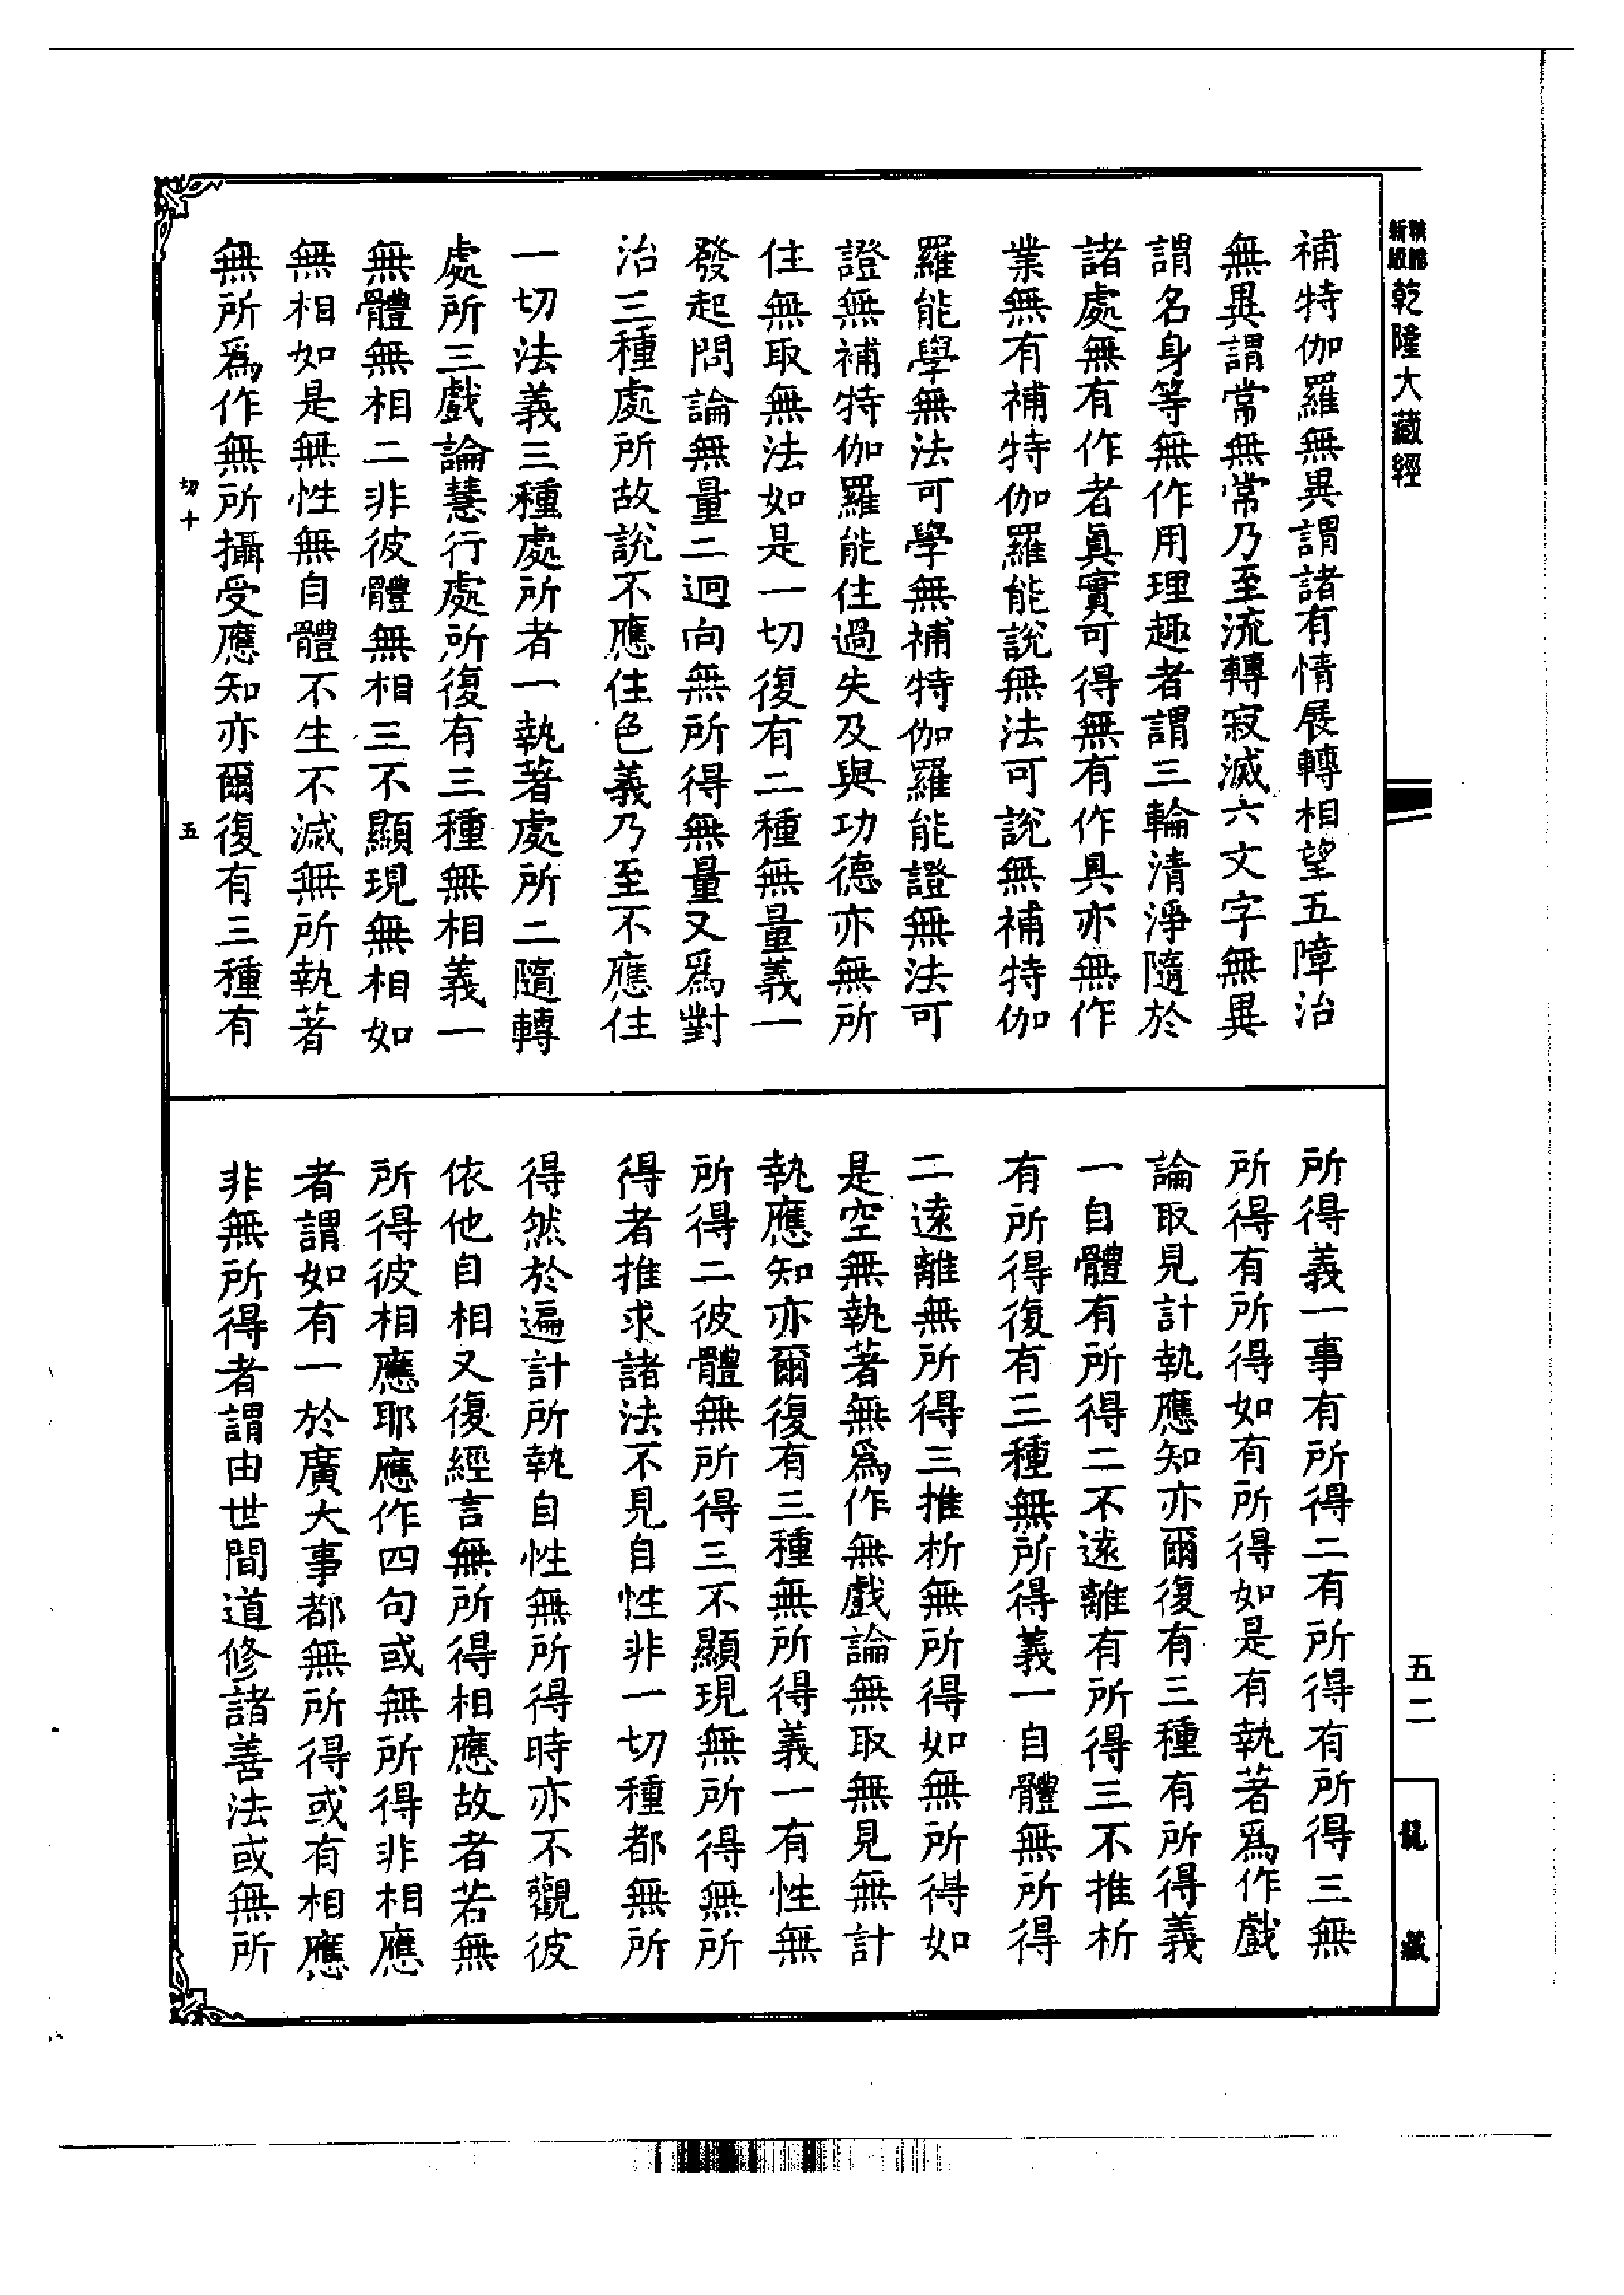 新編
縮版
乾隆大藏經
補特伽羅無異謂諸有情展轉相望五障治
無異謂常無常乃至流轉寂滅六文字無異
謂名身等無作用理趣者謂三輪清淨隨於
諸處無有作者真實可得無有作具亦無作
業無有補特伽羅能說無法可說無補特伽
羅能學無法可學無補特伽羅能證無法可
證無補特伽羅能住過失及與功德亦無所
住無取無法如是一切復有二種無量義一
發起問論無量二迴向無所得無量又爲對
治三種處所故說不應住色義乃至不應住
一切法義三種處所者一執著處所二隨轉
處所三戲論慧行處所復有三種無相義一
無體無相二非彼體無相三不顯現無相如
無相如是無性無自體不生不滅無所執著
無所爲作無所攝受應知亦爾復有三種有
切十
五
所得義一事有所得二有所得有所得三無
所得有所得如有所得如是有執著爲作戲
論取見計執應知亦爾復有三種有所得義
一自體有所得二不遠離有所得三不推析
有所得復有三種無所得義一自體無所得
二遠離無所得三推析無所得如無所得如
是空無執著無爲作無戲論無取無見無計
執應知亦爾復有三種無所得義一有性無
所得二彼體無所得三不顯現無所得無所
得者推求諸法不見自性非一切種都無所
得然於遍計所執自性無所得時亦不觀彼
依他自相又復經言無所得相應故者若無
所得彼相應耶應作四句或無所得非相應
者謂如有一於廣大事都無所得或有相應
非無所得者謂由世間道修諸善法或無所
五二
龍藏